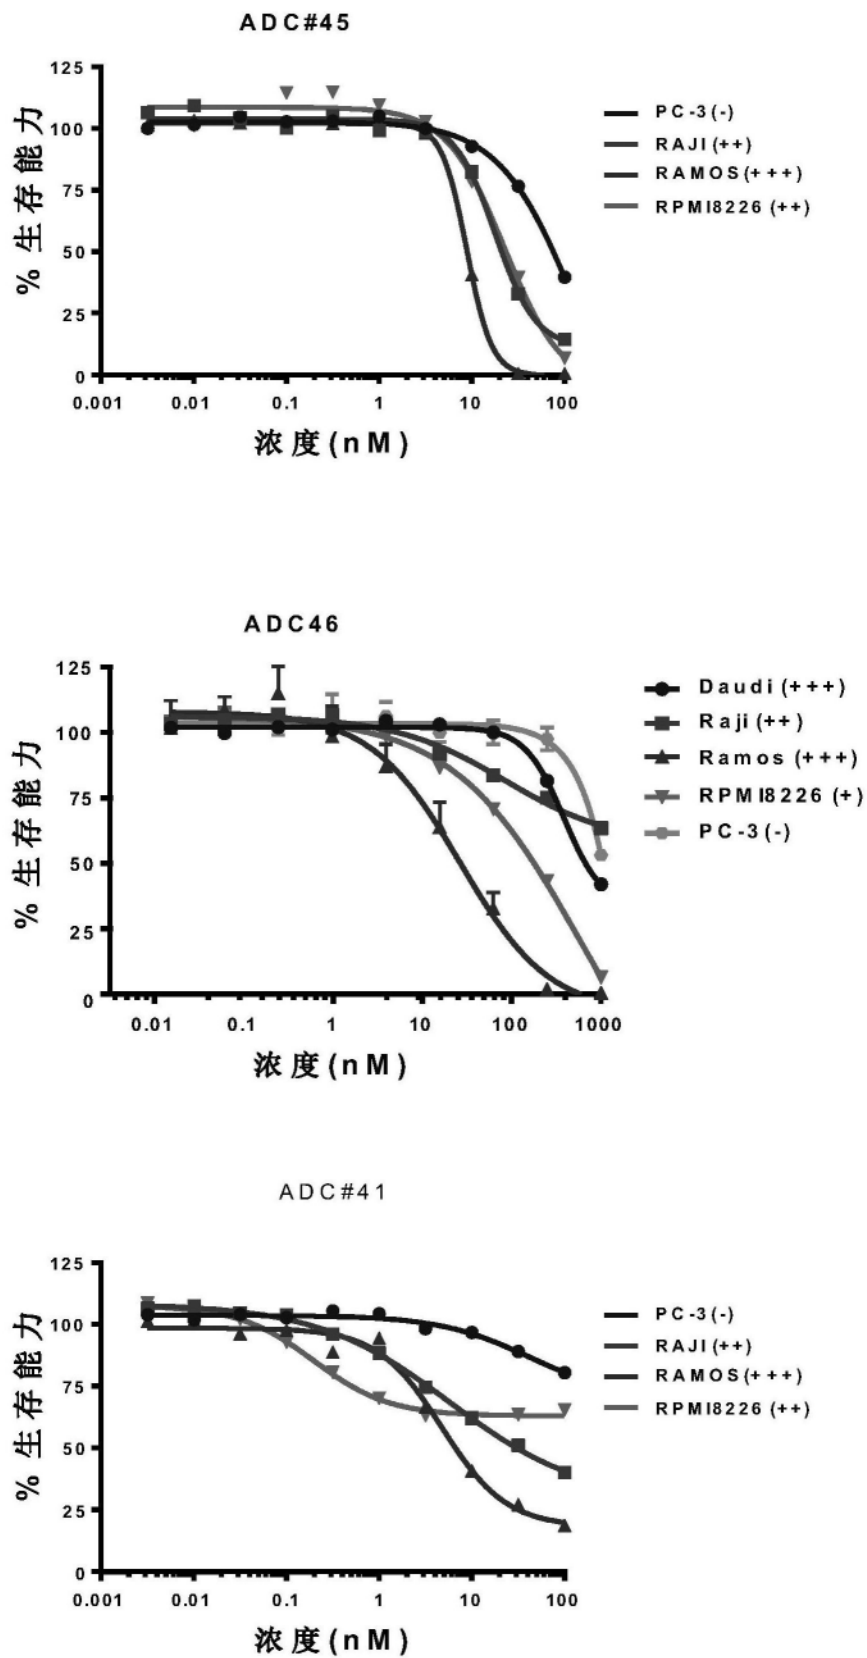 ADC#45
125
100
75
50
25
0
% 生存能力
0.001 0.01 0.1 1 10 100
浓度(nM)
PC-3(-)
RAJI(++)
RAMOS(+++)
RPMI8226(++)
ADC46
125
100
75
50
25
0
% 生存能力
0.01 0.1 1 10 100 1000
浓度(nM)
Daudi(+++)
Raji(++)
Ramos(+++)
RPMI8226(+)
PC-3(-)
ADC#41
125
100
75
50
25
0
% 生存能力
0.001 0.01 0.1 1 10 100
浓度(nM)
PC-3(-)
RAJI(++)
RAMOS(+++)
RPMI8226(++)